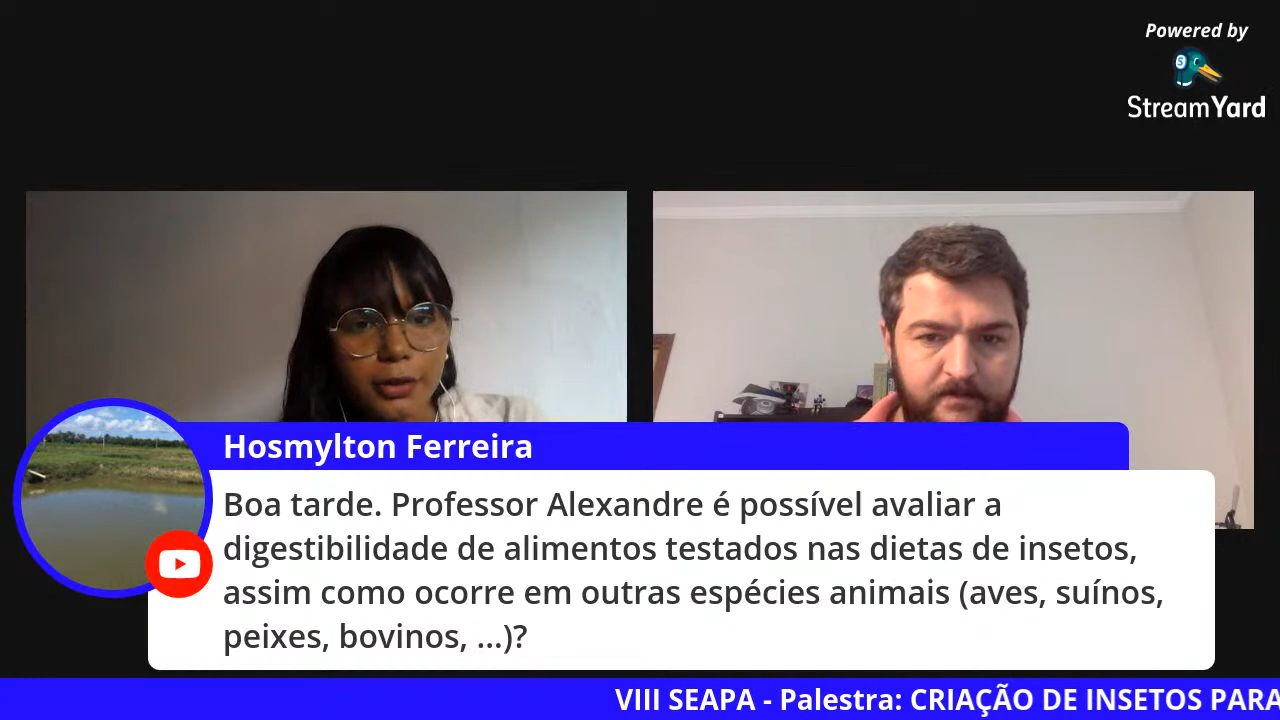 Powered by
StreamYard
Hosmylton Ferreira
Boa tarde. Professor Alexandre é possível avaliar a
digestibilidade de alimentos testados nas dietas de insetos,
assim como ocorre em outras espécies animais (aves, suínos,
peixes, bovinos, ...)?
VIII SEAPA - Palestra: CRIAÇÃO DE INSETOS PARA